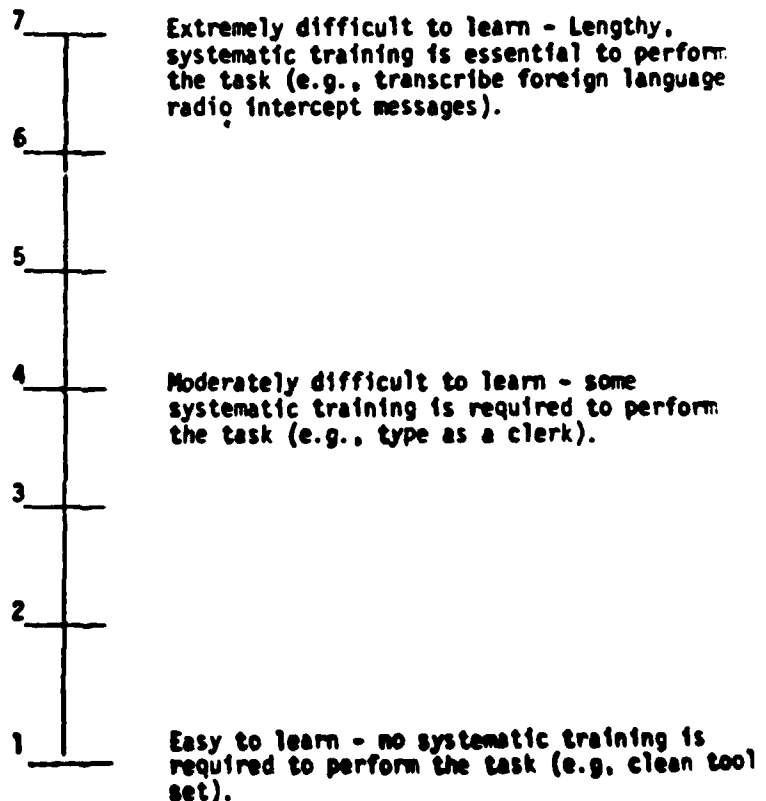 7
Extremely difficult to learn - Lengthy,
systematic training is essential to perform
the task (e.g., transcribe foreign language
radio intercept messages).
6
5
4
Moderately difficult to learn - some
systematic training is required to perform
the task (e.g., type as a clerk).
3
2
1
Easy to learn - no systematic training is
required to perform the task (e.g, clean tool
set).